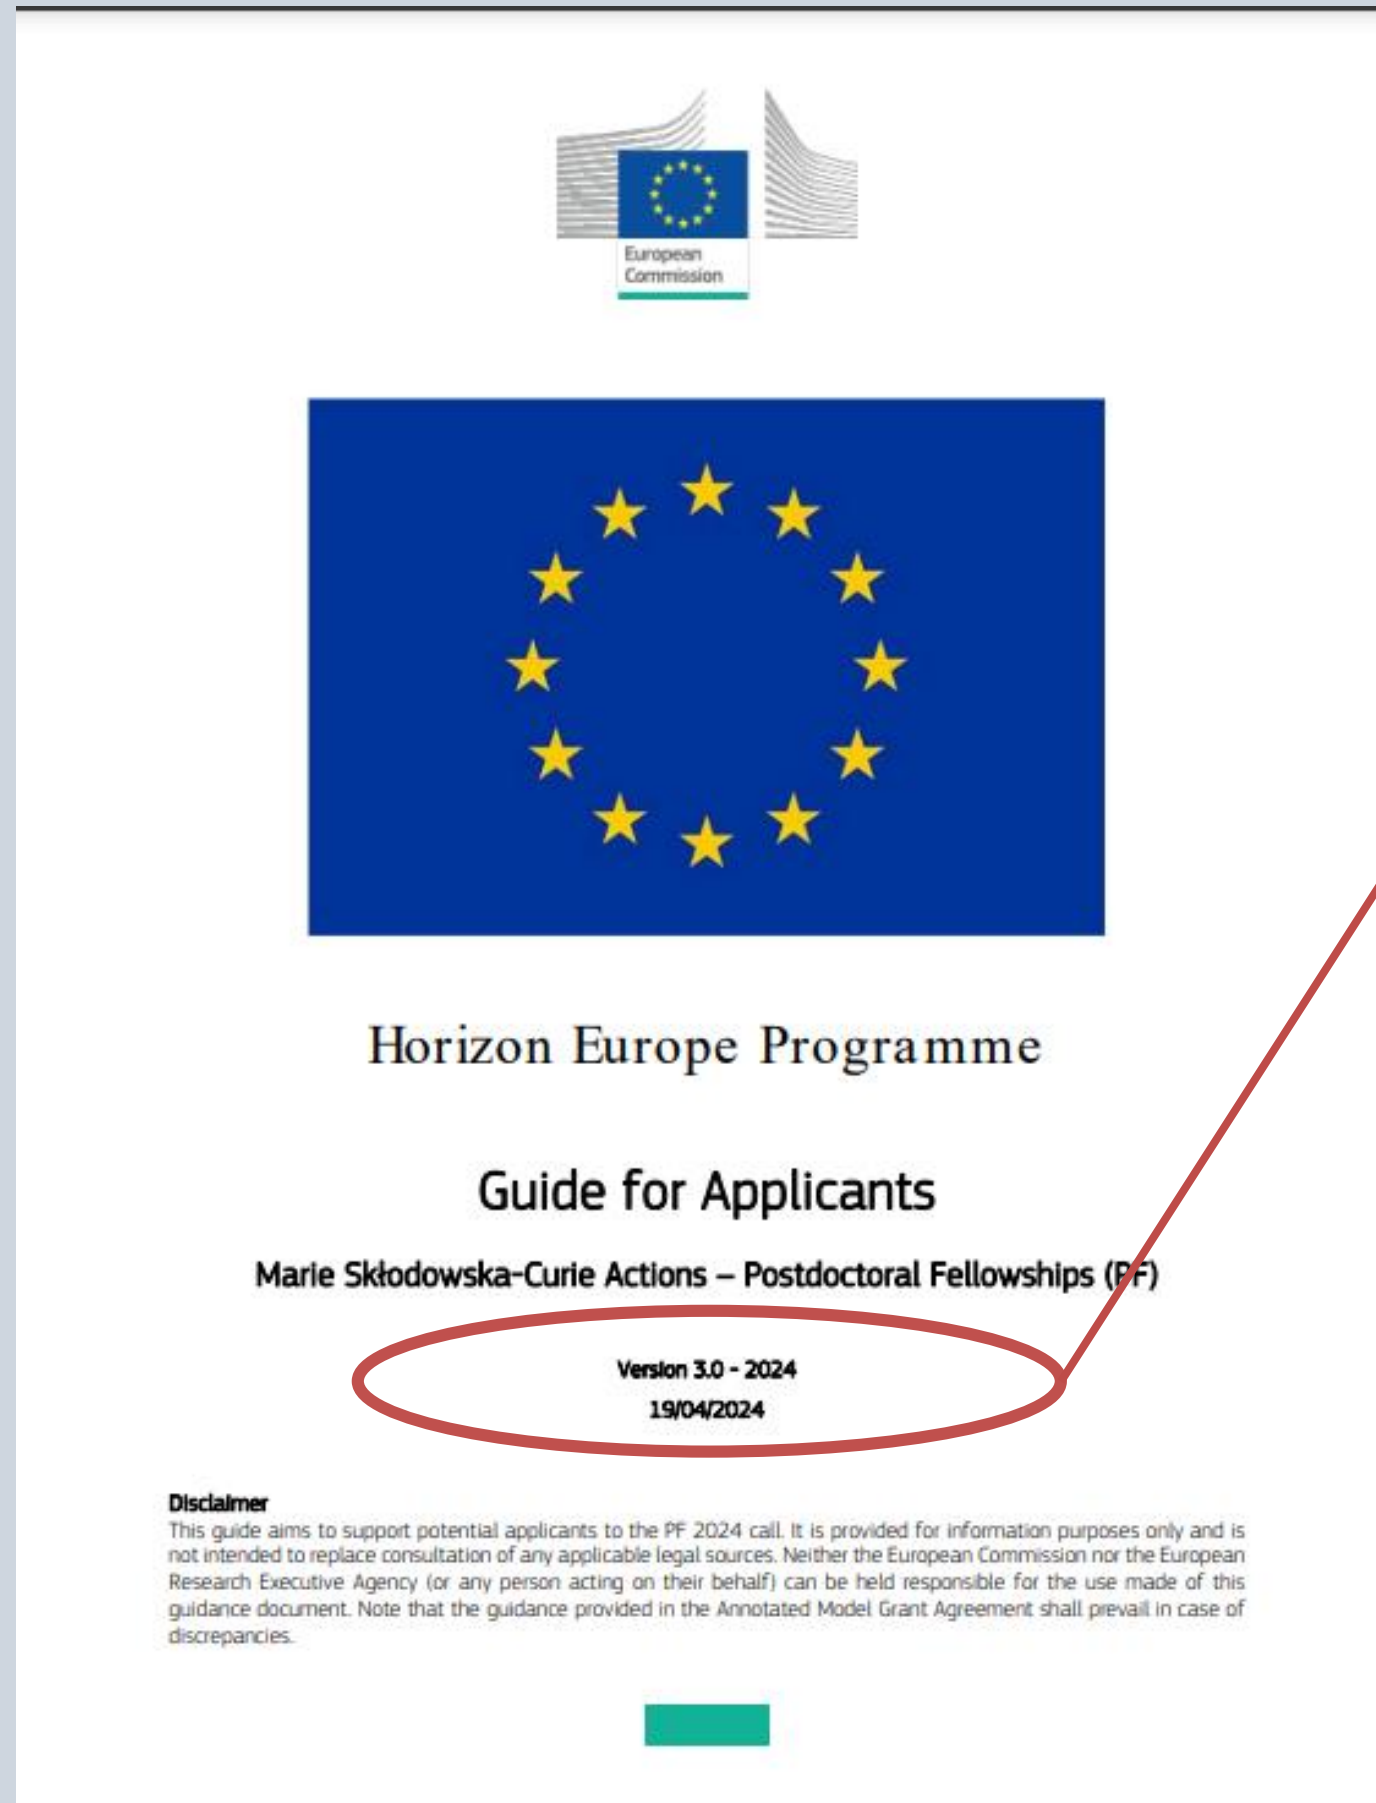 European
Commission
Horizon Europe Programme
Guide for Applicants
Marie Skłodowska-Curie Actions – Postdoctoral Fellowships (PF)
Version 3.0 - 2024
19/04/2024
Disclaimer
This guide aims to support potential applicants to the PF 2024 call. It is provided for information purposes only and is
not intended to replace consultation of any applicable legal sources. Neither the European Commission nor the European
Research Executive Agency (or any person acting on their behalf) can be held responsible for the use made of this
guidance document. Note that the guidance provided in the Annotated Model Grant Agreement shall prevail in case of
discrepancies.